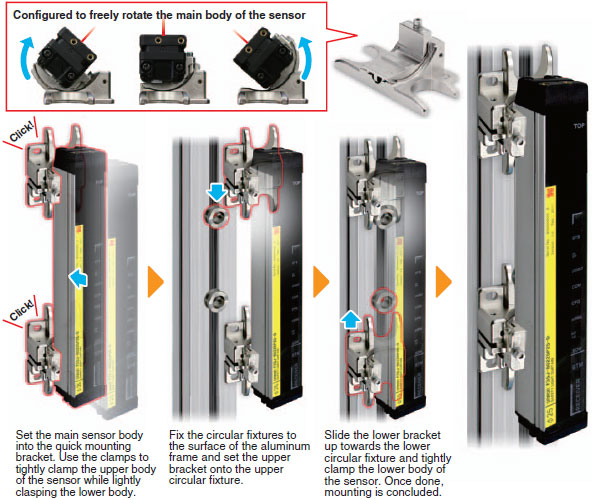 Configured to freely rotate the main body of the sensor
Click!
TOP
TOP
TOP
TOP
Click!
Set the main sensor body
into the quick mounting
bracket. Use the clamps to
tightly clamp the upper body
of the sensor while lightly
clasping the lower body.
Fix the circular fixtures to
the surface of the aluminum
frame and set the upper
bracket onto the upper
circular fixture.
Slide the lower bracket
up towards the lower
circular fixture and tightly
clamp the lower body of
the sensor. Once done,
mounting is concluded.
BTM
RECEIVER